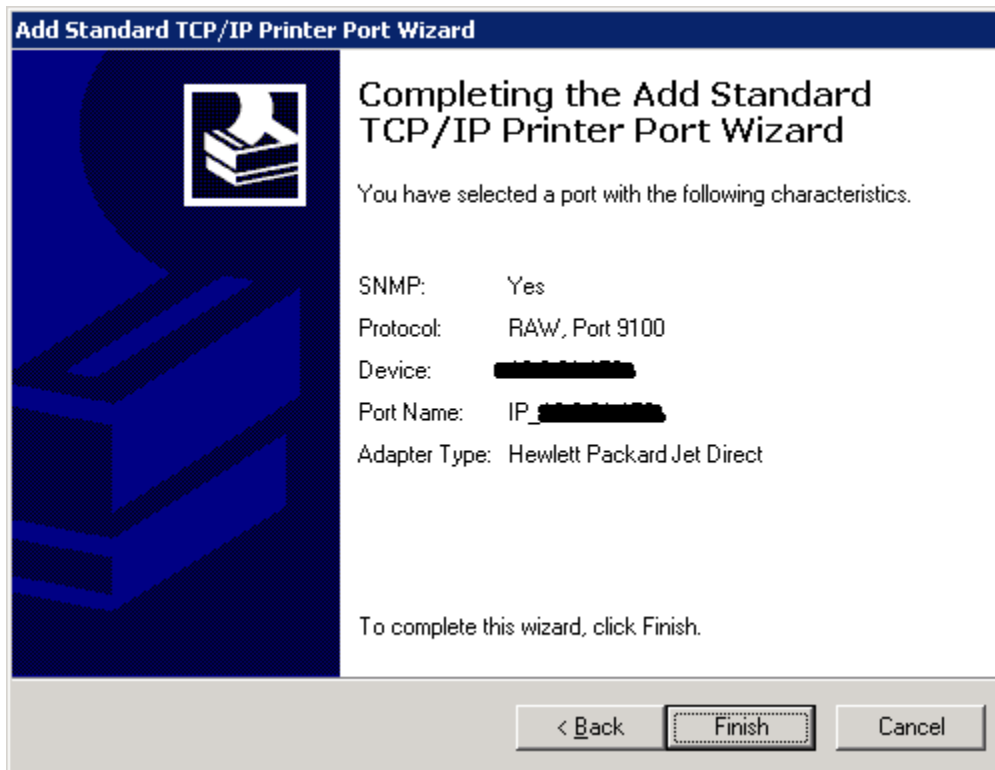 Add Standard TCP/IP Printer Port Wizard
Completing the Add Standard
TCP/IP Printer Port Wizard
You have selected a port with the following characteristics.
SNMP: Yes
Protocol: RAW, Port 9100
Device:
Port Name: IP_
Adapter Type: Hewlett Packard Jet Direct
To complete this wizard, click Finish.
< Back Finish Cancel